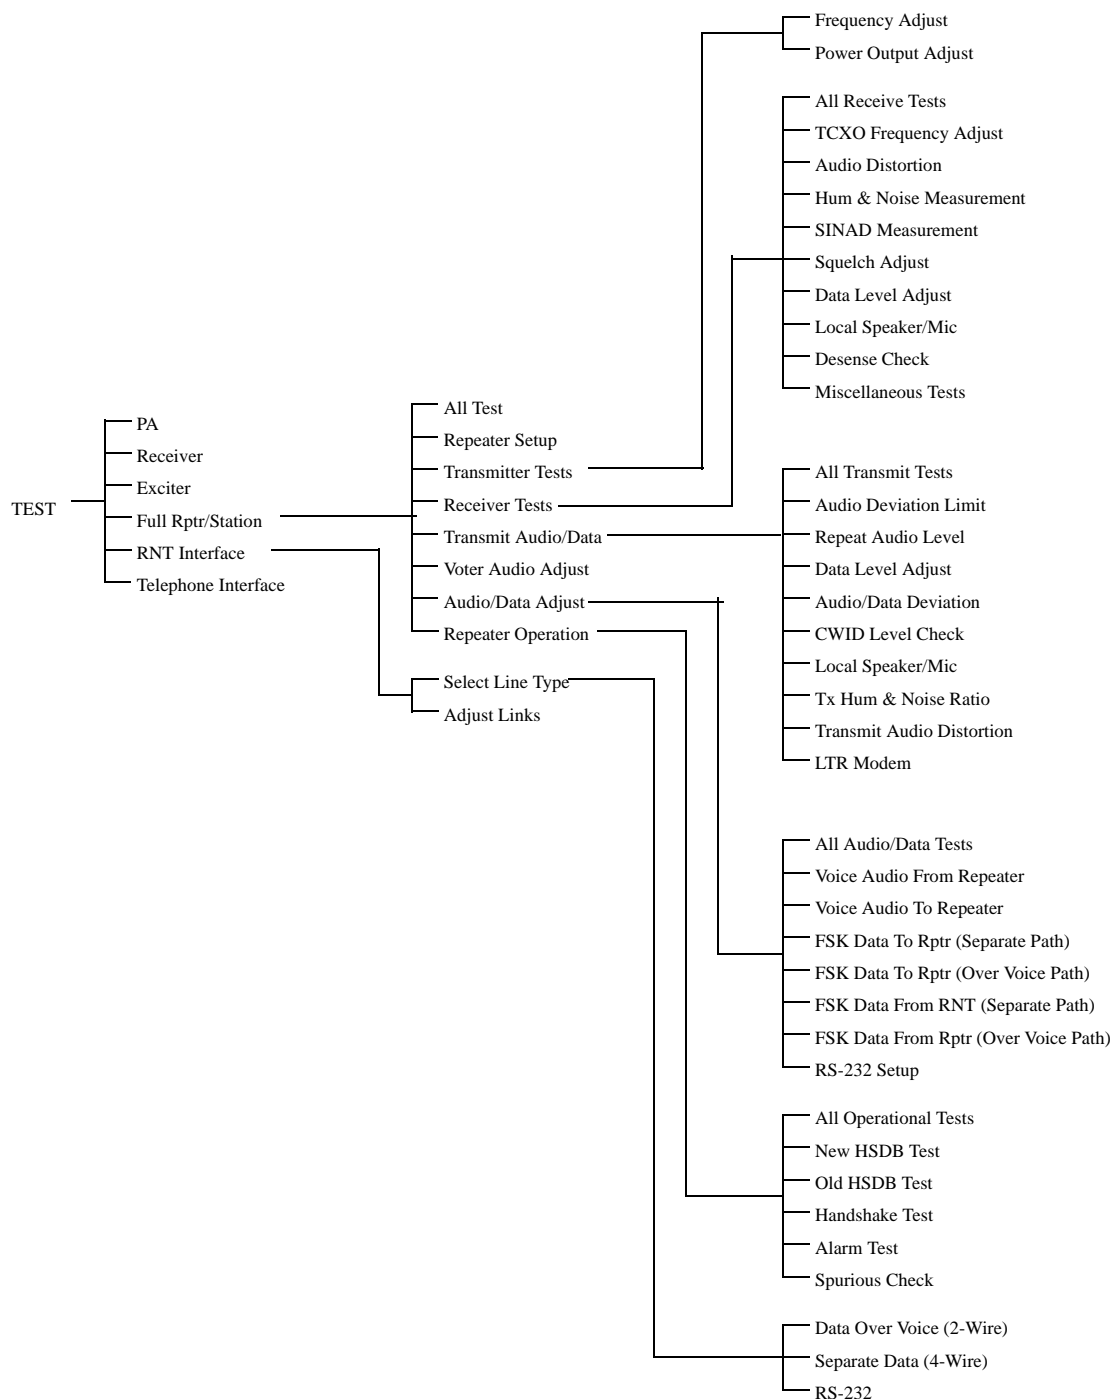 TEST
PA
Receiver
Exciter
Full Rptr/Station
RNT Interface
Telephone Interface
All Test
Repeater Setup
Transmitter Tests
Receiver Tests
Transmit Audio/Data
Voter Audio Adjust
Audio/Data Adjust
Repeater Operation
Select Line Type
Adjust Links
Frequency Adjust
Power Output Adjust
All Receive Tests
TCXO Frequency Adjust
Audio Distortion
Hum & Noise Measurement
SINAD Measurement
Squelch Adjust
Data Level Adjust
Local Speaker/Mic
Desense Check
Miscellaneous Tests
All Transmit Tests
Audio Deviation Limit
Repeat Audio Level
Data Level Adjust
Audio/Data Deviation
CWID Level Check
Local Speaker/Mic
Tx Hum & Noise Ratio
Transmit Audio Distortion
LTR Modem
All Audio/Data Tests
Voice Audio From Repeater
Voice Audio To Repeater
FSK Data To Rptr (Separate Path)
FSK Data To Rptr (Over Voice Path)
FSK Data From RNT (Separate Path)
FSK Data From Rptr (Over Voice Path)
RS-232 Setup
All Operational Tests
New HSDB Test
Old HSDB Test
Handshake Test
Alarm Test
Spurious Check
Data Over Voice (2-Wire)
Separate Data (4-Wire)
RS-232